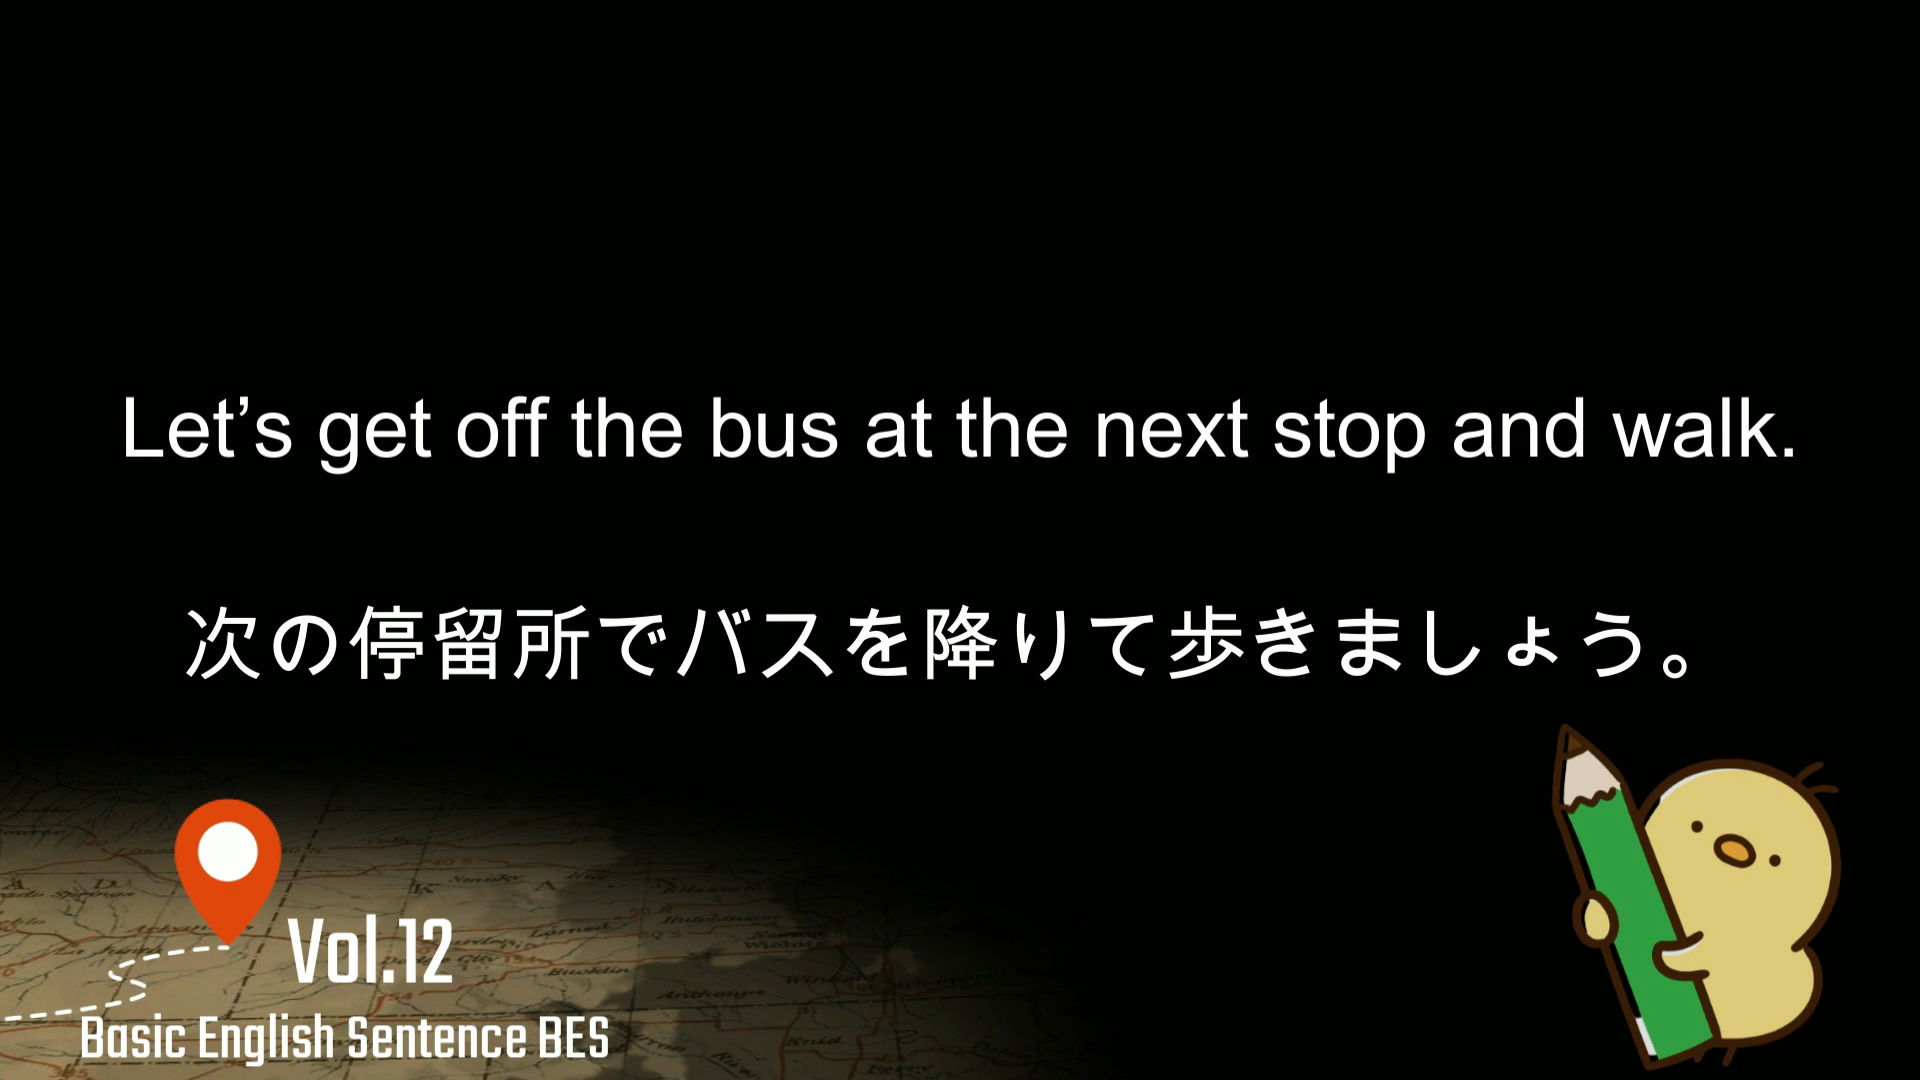 Let’s get off the bus at the next stop and walk.
次の停留所でバスを降りて歩きましょう。
Vol.12
Basic English Sentence BES